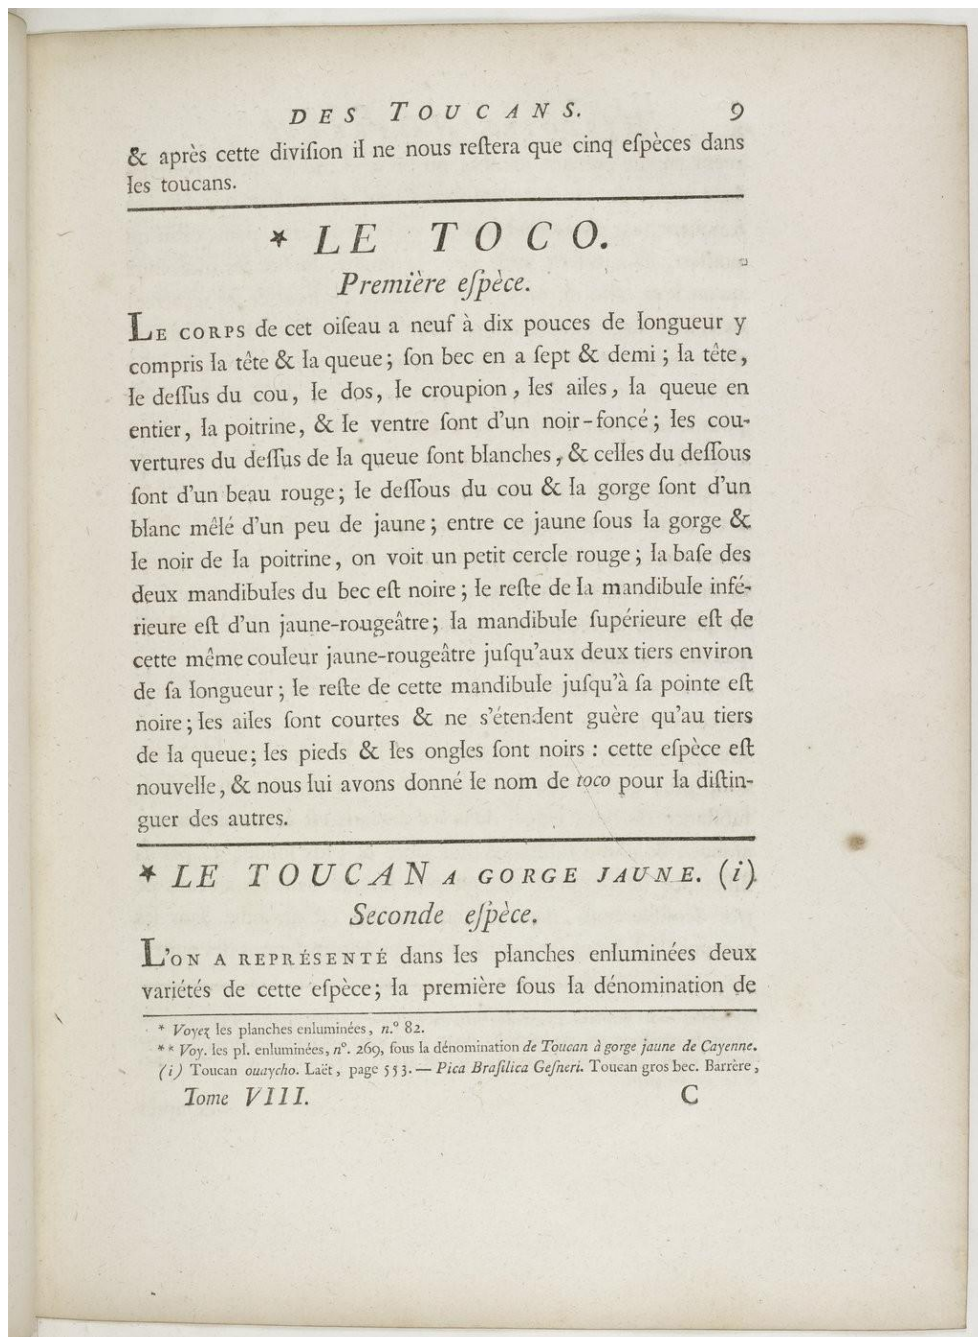 DES TOUCANS. 9
& après cette diviſion il ne nous reſtera que cinq eſpèces dans
les toucans.
* LE TOCO.
Première eſpèce.
LE CORPS de cet oiſeau a neuf à dix pouces de longueur y
compris la tête & la queue; ſon bec en a ſept & demi; la tête,
le deſſus du cou, le dos, le croupion, les ailes, la queue en
entier, la poitrine, & le ventre ſont d'un noir-foncé; les cou-
vertures du deſſus de la queue ſont blanches, & celles du deſſous
ſont d'un beau rouge; le deſſous du cou & la gorge ſont d'un
blanc mêlé d'un peu de jaune; entre ce jaune ſous la gorge &
le noir de la poitrine, on voit un petit cercle rouge; la baſe des
deux mandibules du bec eſt noire; le reſte de la mandibule infé-
rieure eſt d'un jaune-rougeâtre; la mandibule ſupérieure eſt de
cette même couleur jaune-rougeâtre juſqu'aux deux tiers environ
de ſa longueur; le reſte de cette mandibule juſqu'à ſa pointe eſt
noire; les ailes ſont courtes & ne s'étendent guère qu'au tiers
de la queue; les pieds & les ongles ſont noirs : cette eſpèce eſt
nouvelle, & nous lui avons donné le nom de toco pour la diſtin-
guer des autres.
* LE TOUCAN A GORGE JAUNE. (i)
Seconde eſpèce.
L'ON A REPRÉSENTÉ dans les planches enluminées deux
variétés de cette eſpèce; la première ſous la dénomination de
* Voyez les planches enluminées, n.° 82.
** Voy. les pl. enluminées, n°. 269, ſous la dénomination de Toucan à gorge jaune de Cayenne.
(i) Toucan ouaycho. Laët, page 553. — Pica Braſilica Geſneri. Toucan gros bec. Barrère,
Tome VIII. C